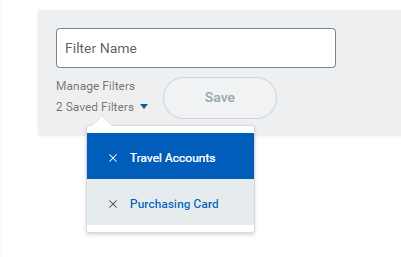 Filter Name
Manage Filters
2 Saved Filters
Save
Travel Accounts
Purchasing Card